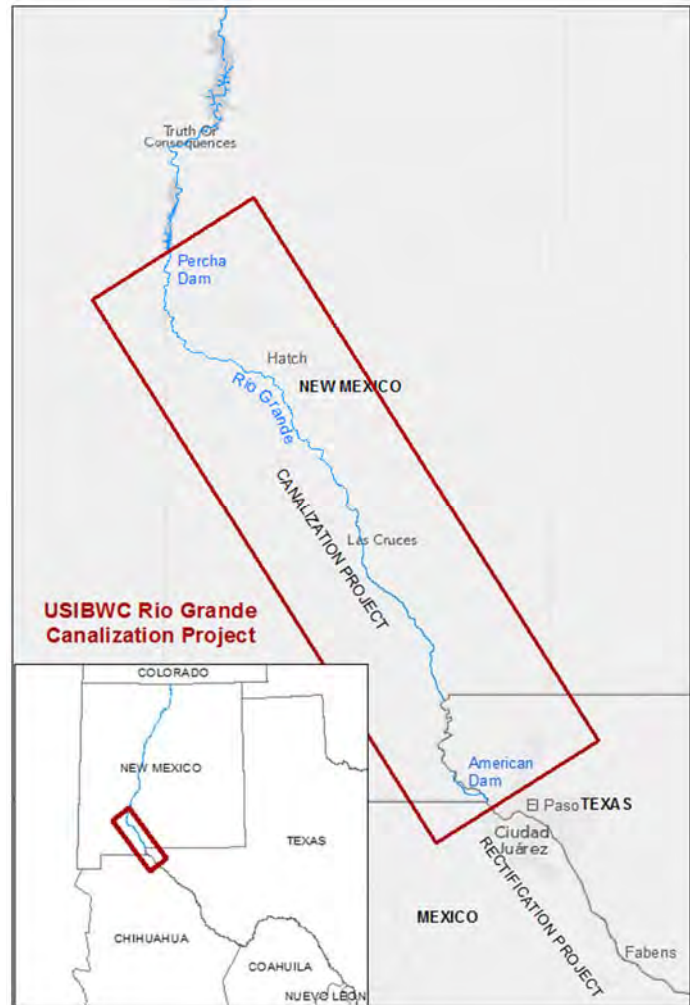 Truth Or
Consequences
Percha
Dam
Hatch
NEW MEXICO
Rio Grande
CANALIZATION PROJECT
Las Cruces
USIBWC Rio Grande
Canalization Project
American
Dam
El Paso
TEXAS
Ciudad
Juárez
RECTIFICATION PROJECT
MEXICO
Fabens
COLORADO
NEW MEXICO
TEXAS
CHIHUAHUA
COAHUILA
NUEVO LEÓN